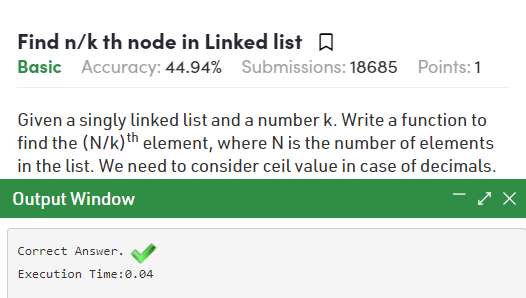 Find n/k th node in Linked list
Basic Accuracy: 44.94% Submissions: 18685 Points: 1
Given a singly linked list and a number k. Write a function to
find the (N/k)th element, where N is the number of elements
in the list. We need to consider ceil value in case of decimals.
Output Window
Correct Answer.
Execution Time:0.04